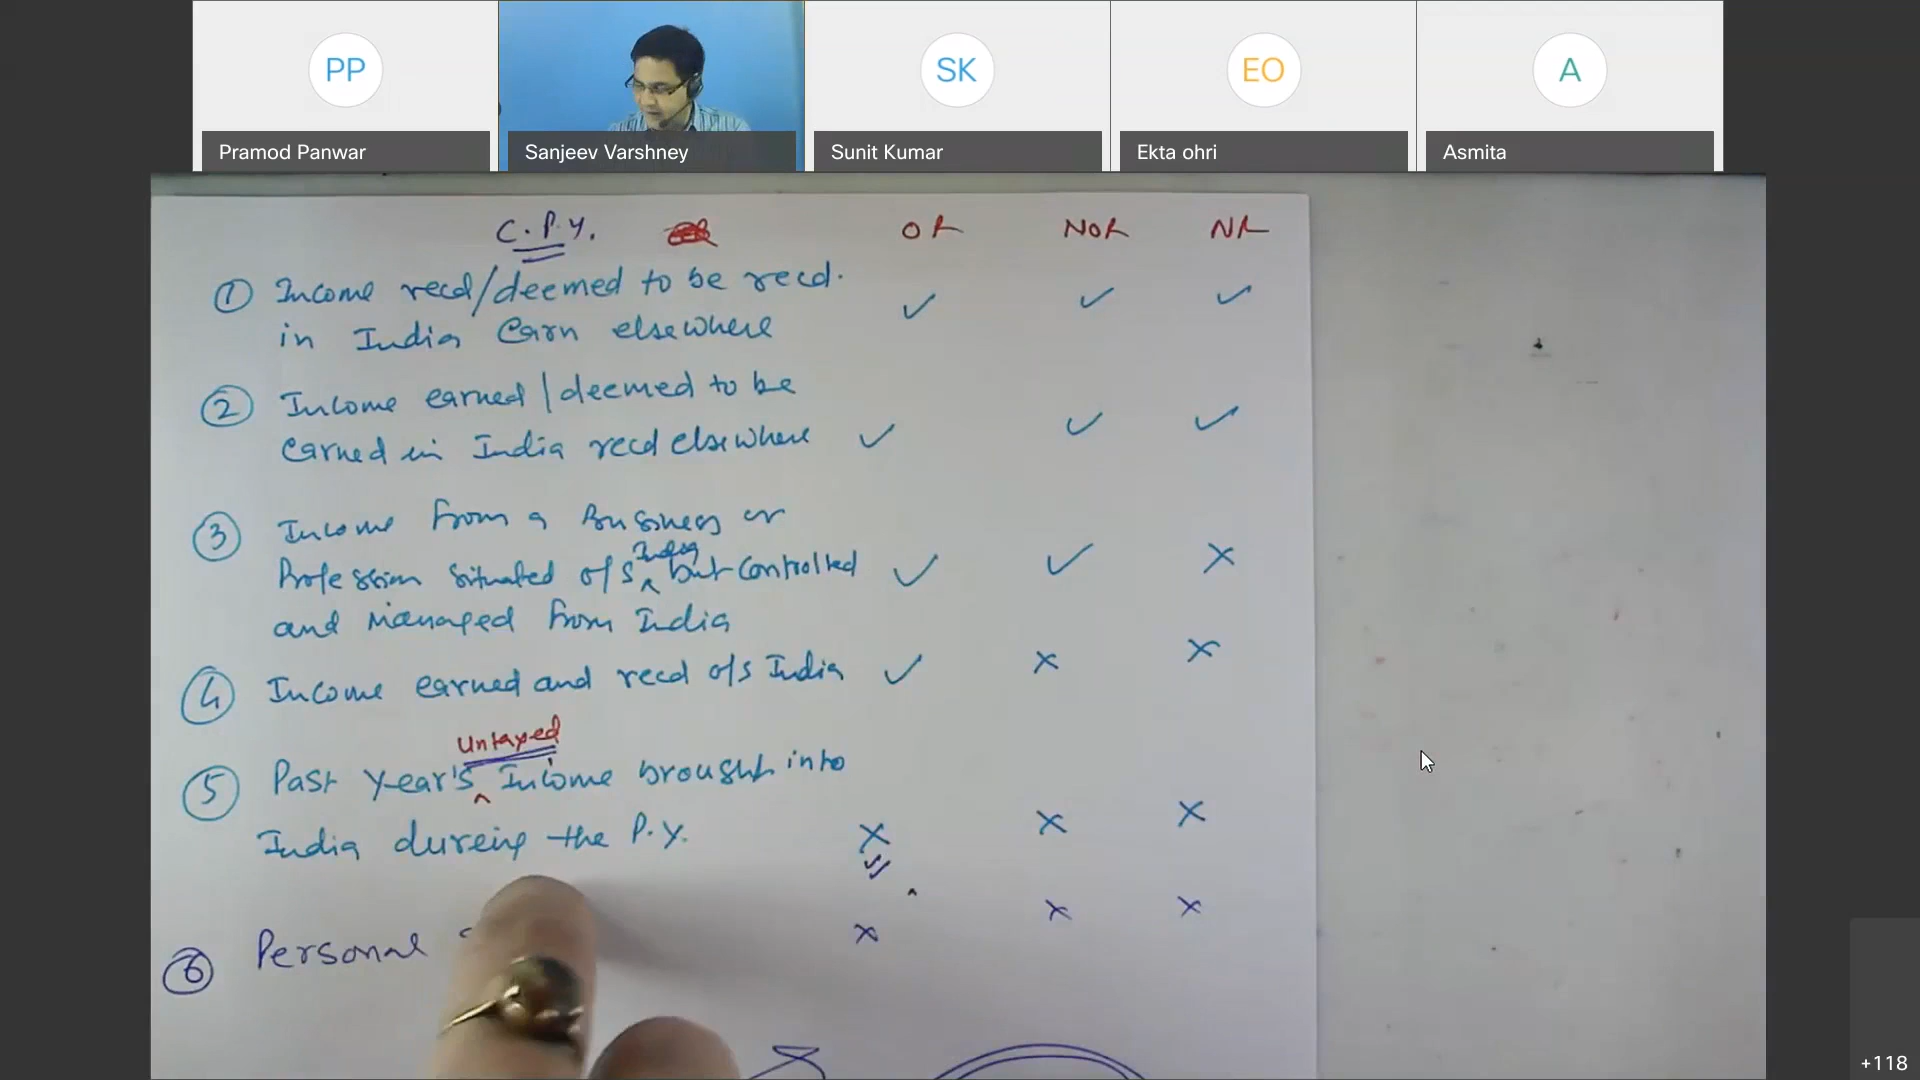 PP
SK
EO
A
Pramod Panwar
Sanjeev Varshney
Sunit Kumar
Ekta ohri
Asmita
C.P.Y. OR NOR NR
① Income recd/deemed to be recd.
in India Earn elsewhere ✓ ✓ ✓
② Income earned/deemed to be
earned in India recd elsewhere ✓ ✓ ✓
③ Income from a Business or
India
Profession situated o/s ^ but controlled ✓ ✓ ×
and managed from India
④ Income earned and recd o/s India ✓ × ×
Untaxed
⑤ Past year's ^ Income brought into
India dureing the P.Y. × × ×
⑥ Personal × × ×
+118